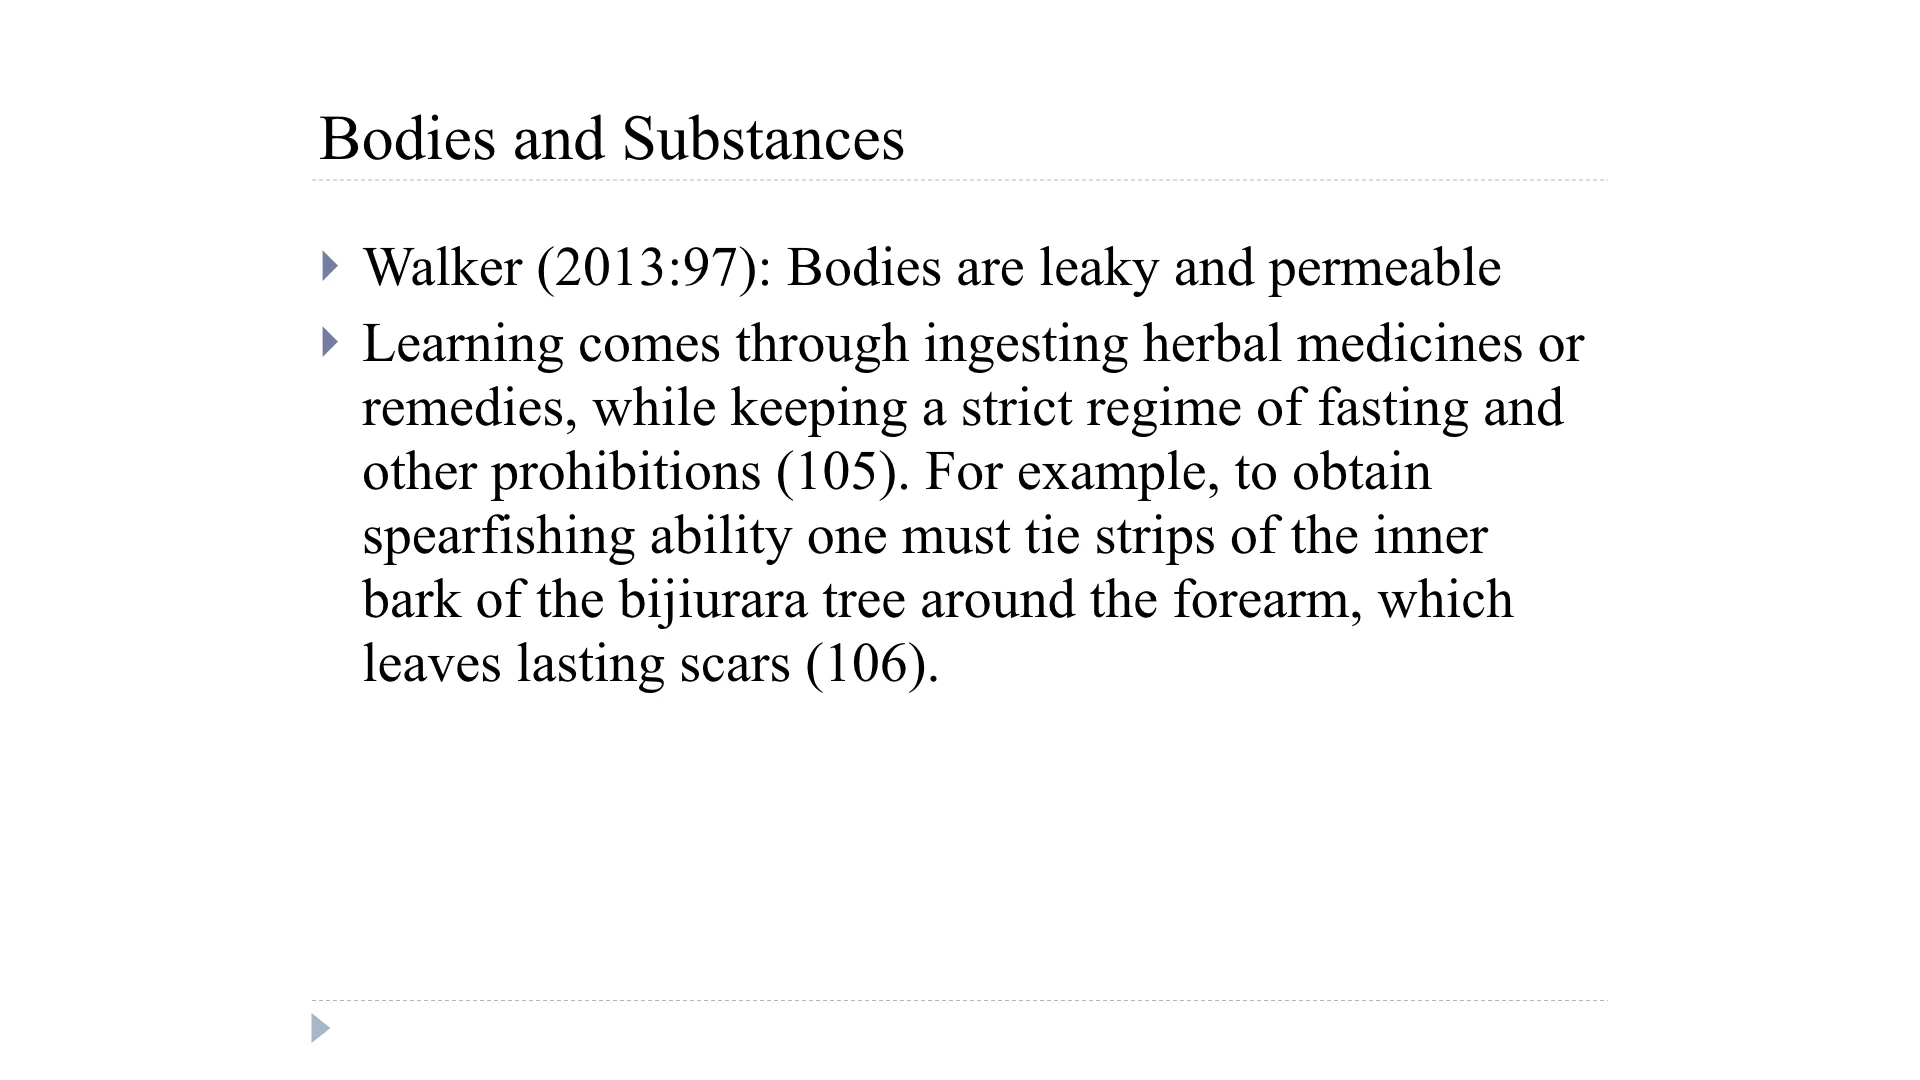 Bodies and Substances
Walker (2013:97): Bodies are leaky and permeable
Learning comes through ingesting herbal medicines or
remedies, while keeping a strict regime of fasting and
other prohibitions (105). For example, to obtain
spearfishing ability one must tie strips of the inner
bark of the bijiurara tree around the forearm, which
leaves lasting scars (106).